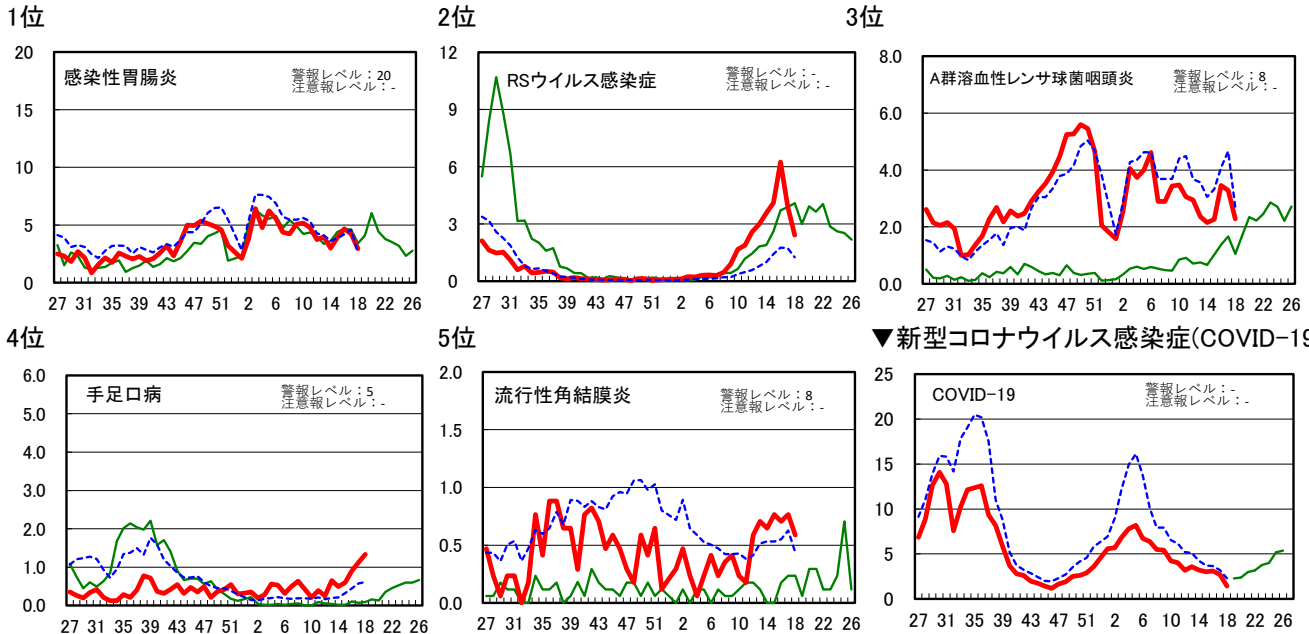 1位
2位
3位
20
15
10
5
0
感染性胃腸炎
警報レベル：20
注意報レベル：-
27 31 35 39 43 47 51 2 6 10 14 18 22 26
12
9
6
3
0
RSウイルス感染症
警報レベル：-
注意報レベル：-
27 31 35 39 43 47 51 2 6 10 14 18 22 26
8.0
6.0
4.0
2.0
0.0
A群溶血性レンサ球菌咽頭炎
警報レベル：8
注意報レベル：-
27 31 35 39 43 47 51 2 6 10 14 18 22 26
4位
5位
▼新型コロナウイルス感染症(COVID-19
6.0
5.0
4.0
3.0
2.0
1.0
0.0
手足口病
警報レベル：5
注意報レベル：-
27 31 35 39 43 47 51 2 6 10 14 18 22 26
2.0
1.5
1.0
0.5
0.0
流行性角結膜炎
警報レベル：8
注意報レベル：-
27 31 35 39 43 47 51 2 6 10 14 18 22 26
25
20
15
10
5
0
COVID-19
警報レベル：-
注意報レベル：-
27 31 35 39 43 47 51 2 6 10 14 18 22 26